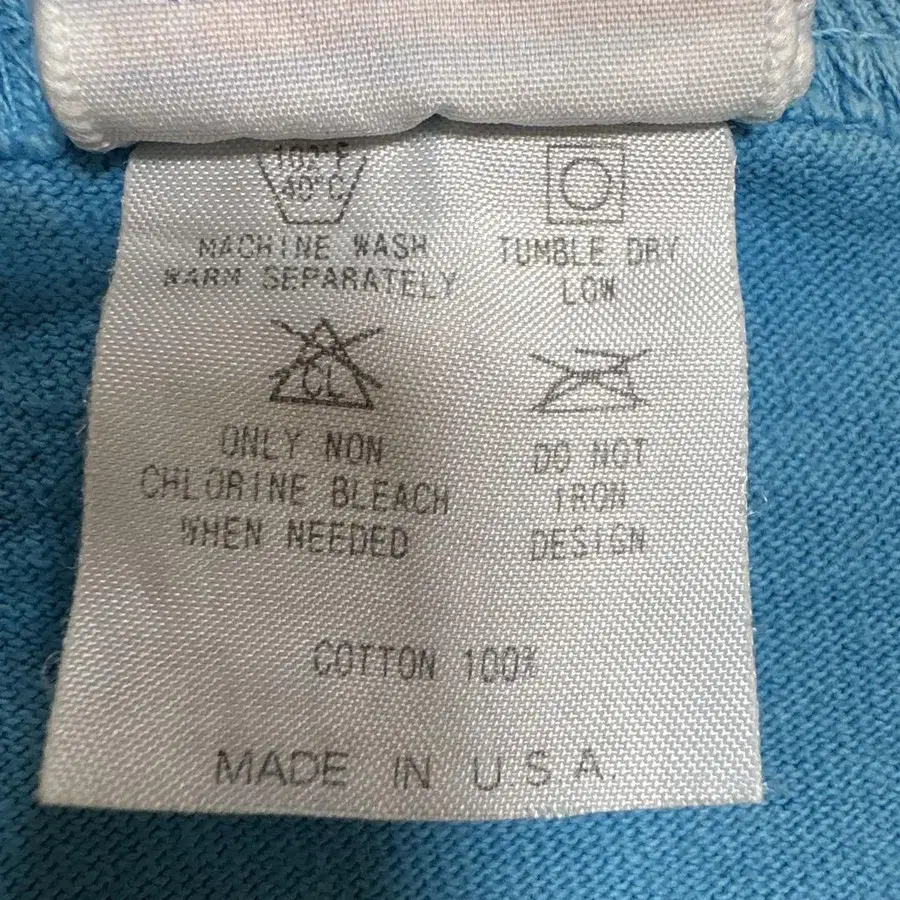 40°C
MACHINE WASH
WARM SEPARATELY
TUMBLE DRY
LOW
CL
ONLY NON
CHLORINE BLEACH
WHEN NEEDED
DO NOT
IRON
DESIGN
COTTON 100%
MADE IN U.S.A.